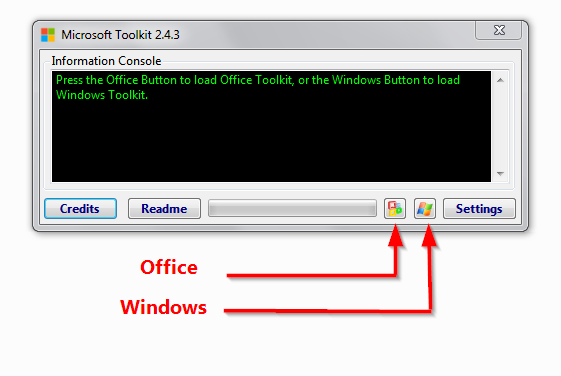 Microsoft Toolkit 2.4.3
Information Console
Press the Office Button to load Office Toolkit, or the Windows Button to load
Windows Toolkit.
Credits
Readme
Settings
Office
Windows